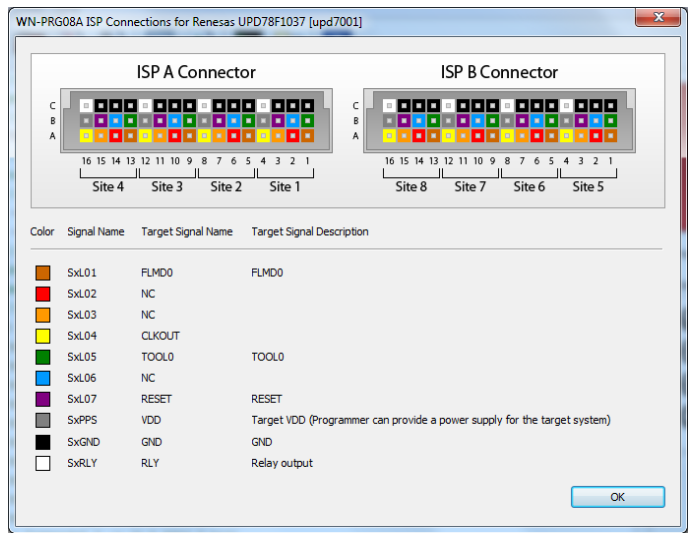 WN-PRG08A ISP Connections for Renesas UPD78F1037 [upd7001]
ISP A Connector
ISP B Connector
C
B
A
16 15 14 13 12 11 10 9 8 7 6 5 4 3 2 1
Site 4 Site 3 Site 2 Site 1
C
B
A
16 15 14 13 12 11 10 9 8 7 6 5 4 3 2 1
Site 8 Site 7 Site 6 Site 5
Color Signal Name Target Signal Name Target Signal Description
SxL01 FLMD0 FLMD0
SxL02 NC
SxL03 NC
SxL04 CLKOUT
SxL05 TOOL0 TOOL0
SxL06 NC
SxL07 RESET RESET
SxPPS VDD Target VDD (Programmer can provide a power supply for the target system)
SxGND GND GND
SxRLY RLY Relay output
OK